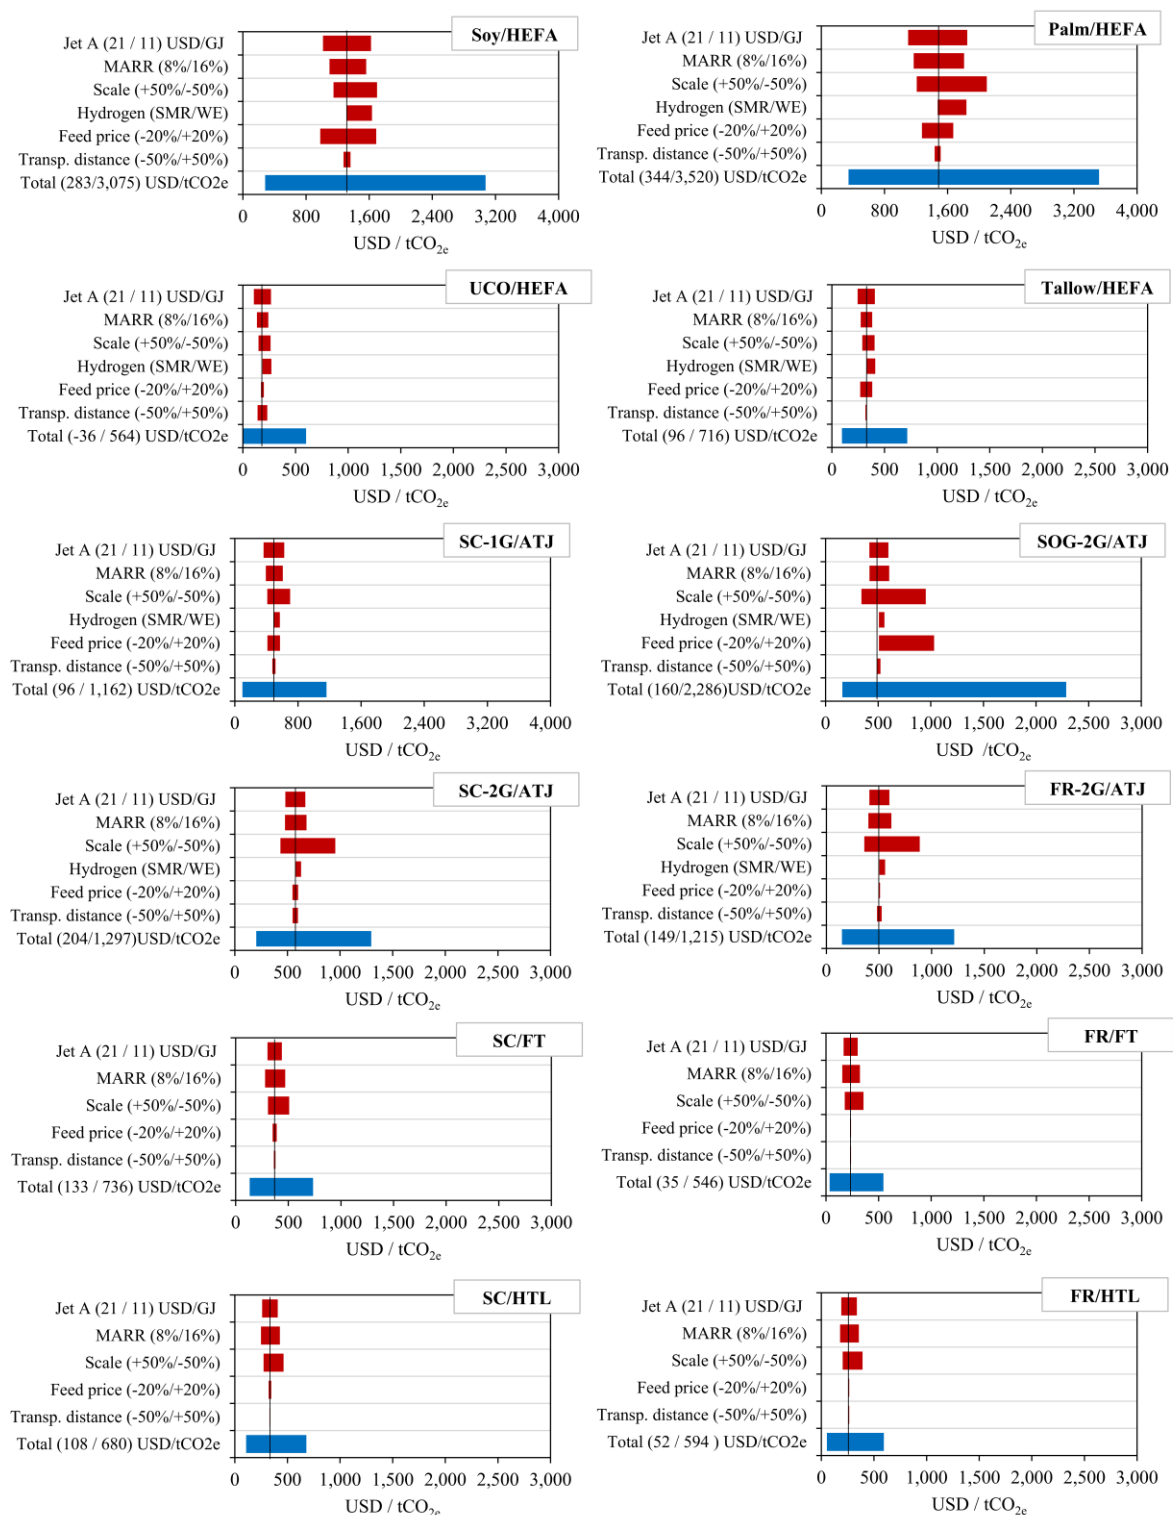 Soy/HEFA
Jet A (21 / 11) USD/GJ
MARR (8%/16%)
Scale (+50%/-50%)
Hydrogen (SMR/WE)
Feed price (-20%/+20%)
Transp. distance (-50%/+50%)
Total (283/3,075) USD/tCO2e
0 800 1,600 2,400 3,200 4,000
USD / tCO2e
Palm/HEFA
Jet A (21 / 11) USD/GJ
MARR (8%/16%)
Scale (+50%/-50%)
Hydrogen (SMR/WE)
Feed price (-20%/+20%)
Transp. distance (-50%/+50%)
Total (344/3,520) USD/tCO2e
0 800 1,600 2,400 3,200 4,000
USD / tCO2e
UCO/HEFA
Jet A (21 / 11) USD/GJ
MARR (8%/16%)
Scale (+50%/-50%)
Hydrogen (SMR/WE)
Feed price (-20%/+20%)
Transp. distance (-50%/+50%)
Total (-36 / 564) USD/tCO2e
0 500 1,000 1,500 2,000 2,500 3,000
USD / tCO2e
Tallow/HEFA
Jet A (21 / 11) USD/GJ
MARR (8%/16%)
Scale (+50%/-50%)
Hydrogen (SMR/WE)
Feed price (-20%/+20%)
Transp. distance (-50%/+50%)
Total (96 / 716) USD/tCO2e
0 500 1,000 1,500 2,000 2,500 3,000
USD / tCO2e
SC-1G/ATJ
Jet A (21 / 11) USD/GJ
MARR (8%/16%)
Scale (+50%/-50%)
Hydrogen (SMR/WE)
Feed price (-20%/+20%)
Transp. distance (-50%/+50%)
Total (96 / 1,162) USD/tCO2e
0 800 1,600 2,400 3,200 4,000
USD / tCO2e
SOG-2G/ATJ
Jet A (21 / 11) USD/GJ
MARR (8%/16%)
Scale (+50%/-50%)
Hydrogen (SMR/WE)
Feed price (-20%/+20%)
Transp. distance (-50%/+50%)
Total (160/2,286)USD/tCO2e
0 500 1,000 1,500 2,000 2,500 3,000
USD /tCO2e
SC-2G/ATJ
Jet A (21 / 11) USD/GJ
MARR (8%/16%)
Scale (+50%/-50%)
Hydrogen (SMR/WE)
Feed price (-20%/+20%)
Transp. distance (-50%/+50%)
Total (204/1,297)USD/tCO2e
0 500 1,000 1,500 2,000 2,500 3,000
USD / tCO2e
FR-2G/ATJ
Jet A (21 / 11) USD/GJ
MARR (8%/16%)
Scale (+50%/-50%)
Hydrogen (SMR/WE)
Feed price (-20%/+20%)
Transp. distance (-50%/+50%)
Total (149/1,215) USD/tCO2e
0 500 1,000 1,500 2,000 2,500 3,000
USD / tCO2e
SC/FT
Jet A (21 / 11) USD/GJ
MARR (8%/16%)
Scale (+50%/-50%)
Feed price (-20%/+20%)
Transp. distance (-50%/+50%)
Total (133 / 736) USD/tCO2e
0 500 1,000 1,500 2,000 2,500 3,000
USD / tCO2e
FR/FT
Jet A (21 / 11) USD/GJ
MARR (8%/16%)
Scale (+50%/-50%)
Feed price (-20%/+20%)
Transp. distance (-50%/+50%)
Total (35 / 546) USD/tCO2e
0 500 1,000 1,500 2,000 2,500 3,000
USD / tCO2e
SC/HTL
Jet A (21 / 11) USD/GJ
MARR (8%/16%)
Scale (+50%/-50%)
Feed price (-20%/+20%)
Transp. distance (-50%/+50%)
Total (108 / 680) USD/tCO2e
0 500 1,000 1,500 2,000 2,500 3,000
USD / tCO2e
FR/HTL
Jet A (21 / 11) USD/GJ
MARR (8%/16%)
Scale (+50%/-50%)
Feed price (-20%/+20%)
Transp. distance (-50%/+50%)
Total (52 / 594 ) USD/tCO2e
0 500 1,000 1,500 2,000 2,500 3,000
USD / tCO2e